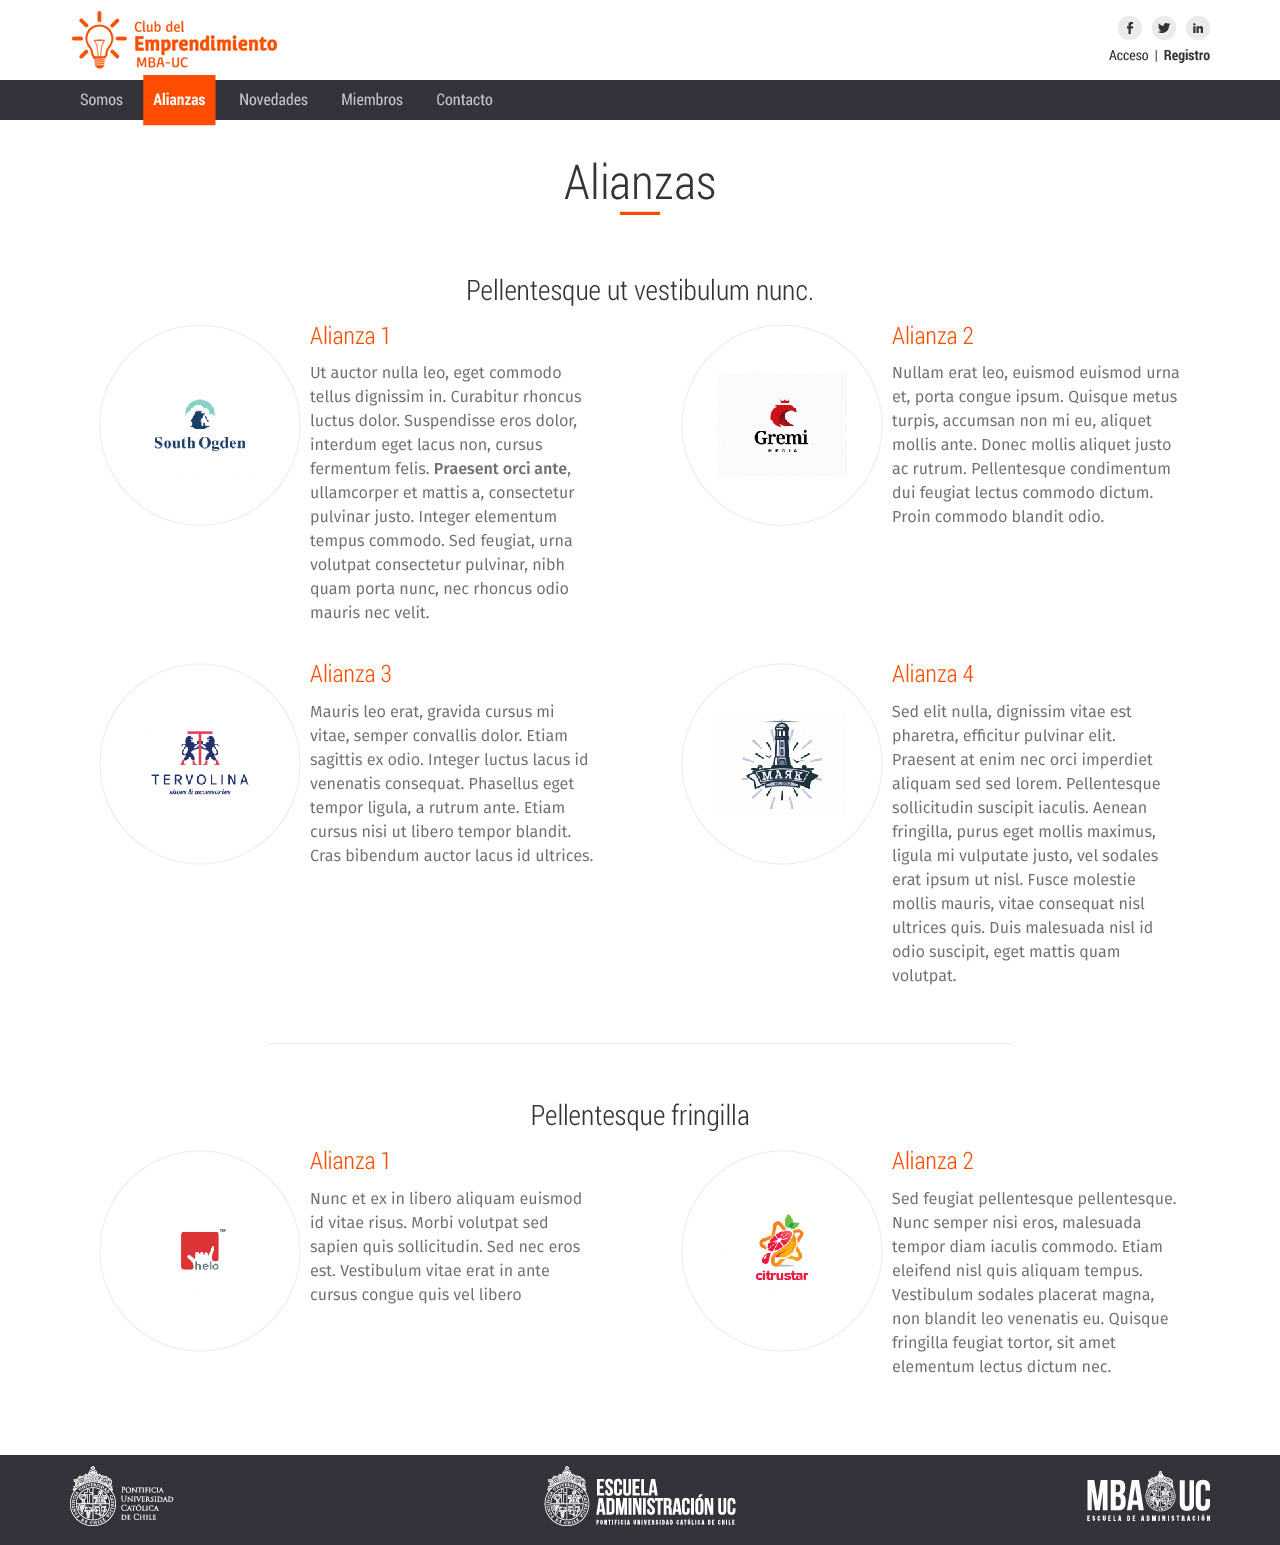 Club del
Emprendimiento
MBA-UC
Acceso | Registro
Somos Alianzas Novedades Miembros Contacto
Alianzas
Pellentesque ut vestibulum nunc.
South Ogden
Alianza 1
Ut auctor nulla leo, eget commodo
tellus dignissim in. Curabitur rhoncus
luctus dolor. Suspendisse eros dolor,
interdum eget lacus non, cursus
fermentum felis. Praesent orci ante,
ullamcorper et mattis a, consectetur
pulvinar justo. Integer elementum
tempus commodo. Sed feugiat, urna
volutpat consectetur pulvinar, nibh
quam porta nunc, nec rhoncus odio
mauris nec velit.
Gremi
MEDIA
Alianza 2
Nullam erat leo, euismod euismod urna
et, porta congue ipsum. Quisque metus
turpis, accumsan non mi eu, aliquet
mollis ante. Donec mollis aliquet justo
ac rutrum. Pellentesque condimentum
dui feugiat lectus commodo dictum.
Proin commodo blandit odio.
TERVOLINA
shoes & accessories
Alianza 3
Mauris leo erat, gravida cursus mi
vitae, semper convallis dolor. Etiam
sagittis ex odio. Integer luctus lacus id
venenatis consequat. Phasellus eget
tempor ligula, a rutrum ante. Etiam
cursus nisi ut libero tempor blandit.
Cras bibendum auctor lacus id ultrices.
МАЯК
Alianza 4
Sed elit nulla, dignissim vitae est
pharetra, efficitur pulvinar elit.
Praesent at enim nec orci imperdiet
aliquam sed sed lorem. Pellentesque
sollicitudin suscipit iaculis. Aenean
fringilla, purus eget mollis maximus,
ligula mi vulputate justo, vel sodales
erat ipsum ut nisl. Fusce molestie
mollis mauris, vitae consequat nisl
ultrices quis. Duis malesuada nisl id
odio suscipit, eget mattis quam
volutpat.
Pellentesque fringilla
helo
™
Alianza 1
Nunc et ex in libero aliquam euismod
id vitae risus. Morbi volutpat sed
sapien quis sollicitudin. Sed nec eros
est. Vestibulum vitae erat in ante
cursus congue quis vel libero
citrustar
Alianza 2
Sed feugiat pellentesque pellentesque.
Nunc semper nisi eros, malesuada
tempor diam iaculis commodo. Etiam
eleifend nisl quis aliquam tempus.
Vestibulum sodales placerat magna,
non blandit leo venenatis eu. Quisque
fringilla feugiat tortor, sit amet
elementum lectus dictum nec.
PONTIFICIA
UNIVERSIDAD
CATÓLICA
DE CHILE
ESCUELA
ADMINISTRACIÓN UC
PONTIFICIA UNIVERSIDAD CATÓLICA DE CHILE
MBA UC
ESCUELA DE ADMINISTRACIÓN